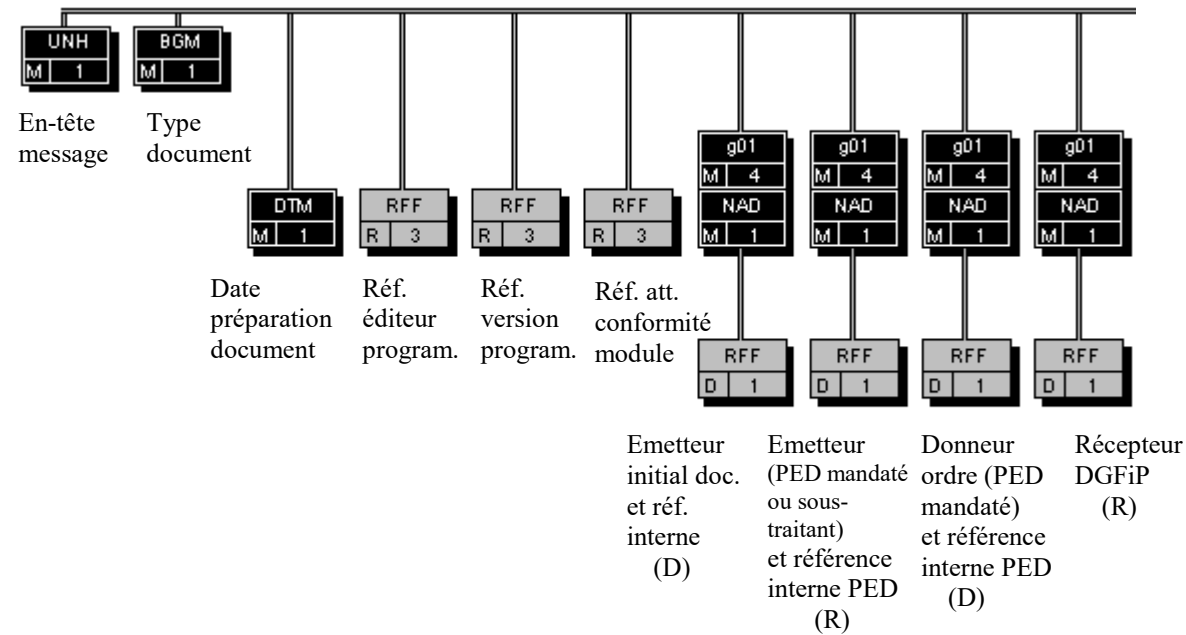 UNH
M 1
BGM
M 1
En-tête
message
Type
document
g01
M 4
NAD
M 1
g01
M 4
NAD
M 1
g01
M 4
NAD
M 1
g01
M 4
NAD
M 1
DTM
M 1
RFF
R 3
RFF
R 3
RFF
R 3
Date
préparation
document
Réf.
éditeur
program.
Réf.
version
program.
Réf. att.
conformité
module
RFF
D 1
RFF
D 1
RFF
D 1
RFF
D 1
Emetteur
initial doc.
et réf.
interne
(D)
Emetteur
(PED mandaté
ou sous-
traitant)
et référence
interne PED
(R)
Donneur
ordre (PED
mandaté)
et référence
interne PED
(D)
Récepteur
DGFiP
(R)